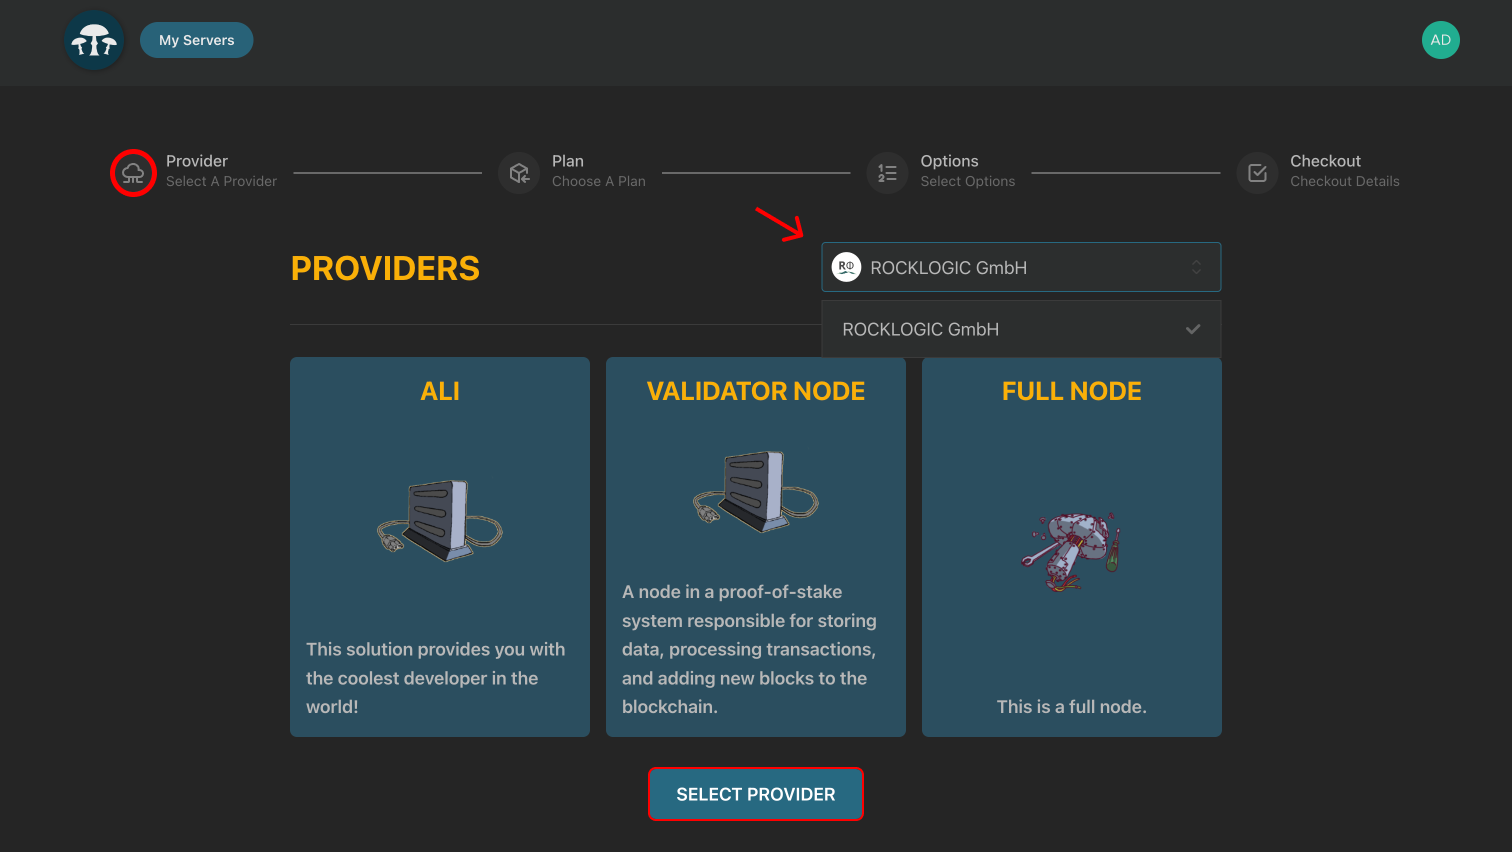 My Servers
AD
Provider
Select A Provider
Plan
Choose A Plan
1
2
Options
Select Options
Checkout
Checkout Details
PROVIDERS
RΦ ROCKLOGIC GmbH
ROCKLOGIC GmbH
ALI
This solution provides you with
the coolest developer in the
world!
VALIDATOR NODE
A node in a proof-of-stake
system responsible for storing
data, processing transactions,
and adding new blocks to the
blockchain.
FULL NODE
This is a full node.
SELECT PROVIDER